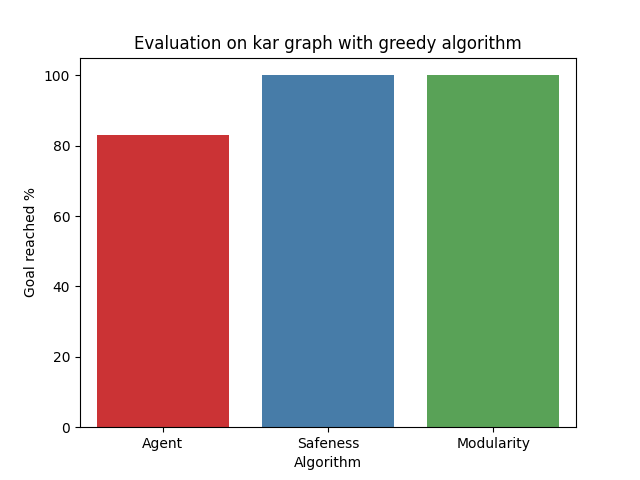 Evaluation on kar graph with greedy algorithm
Goal reached %
100
80
60
40
20
0
Agent Safeness Modularity
Algorithm